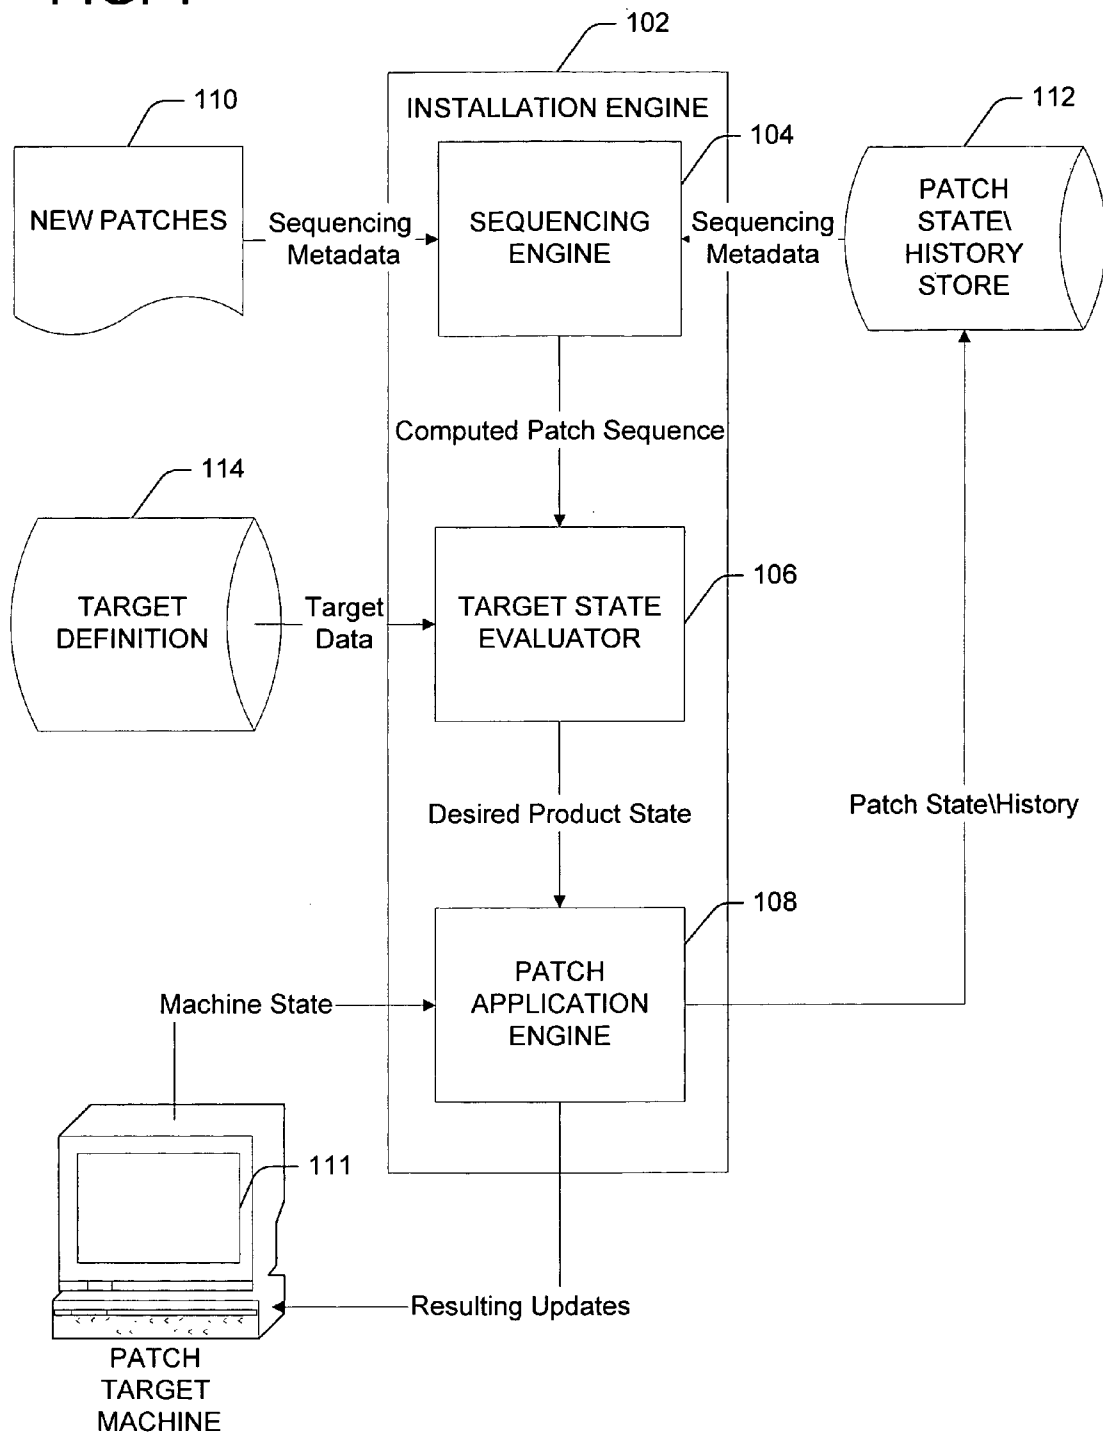 102
110
INSTALLATION ENGINE
112
104
NEW PATCHES
Sequencing
Metadata
SEQUENCING
ENGINE
Sequencing
Metadata
PATCH
STATE\
HISTORY
STORE
Computed Patch Sequence
114
106
TARGET
DEFINITION
Target
Data
TARGET STATE
EVALUATOR
Desired Product State
Patch State\History
108
PATCH
APPLICATION
ENGINE
Machine State
111
Resulting Updates
PATCH
TARGET
MACHINE